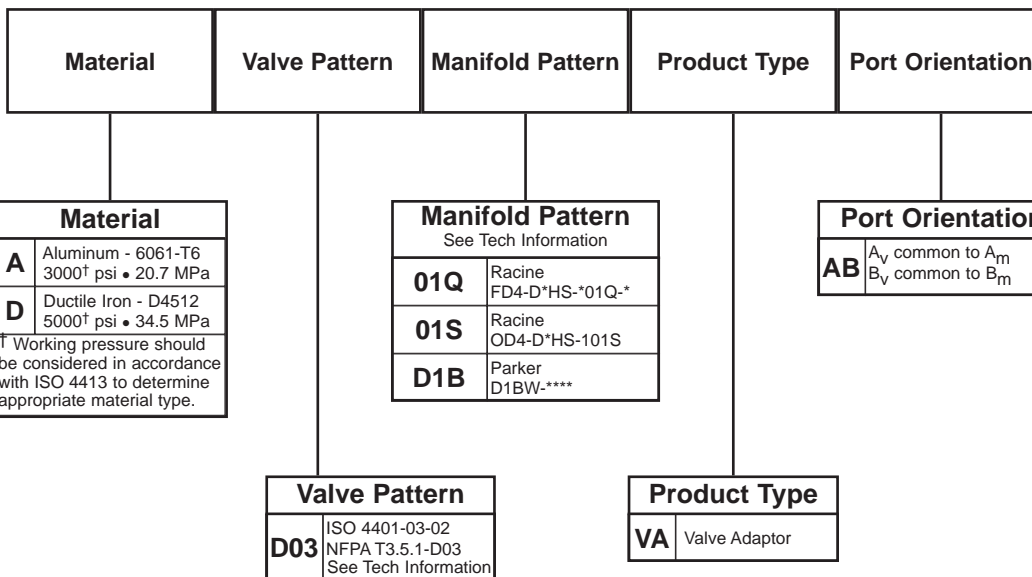 Material
Valve Pattern
Manifold Pattern
Product Type
Port Orientation
Material
A
Aluminum - 6061-T6
3000† psi • 20.7 MPa
D
Ductile Iron - D4512
5000† psi • 34.5 MPa
† Working pressure should
be considered in accordance
with ISO 4413 to determine
appropriate material type.
Manifold Pattern
See Tech Information
01Q
Racine
FD4-D*HS-*01Q-*
01S
Racine
OD4-D*HS-101S
D1B
Parker
D1BW-****
Port Orientatio
AB
Av common to Am
Bv common to Bm
Valve Pattern
D03
ISO 4401-03-02
NFPA T3.5.1-D03
See Tech Information
Product Type
VA
Valve Adaptor